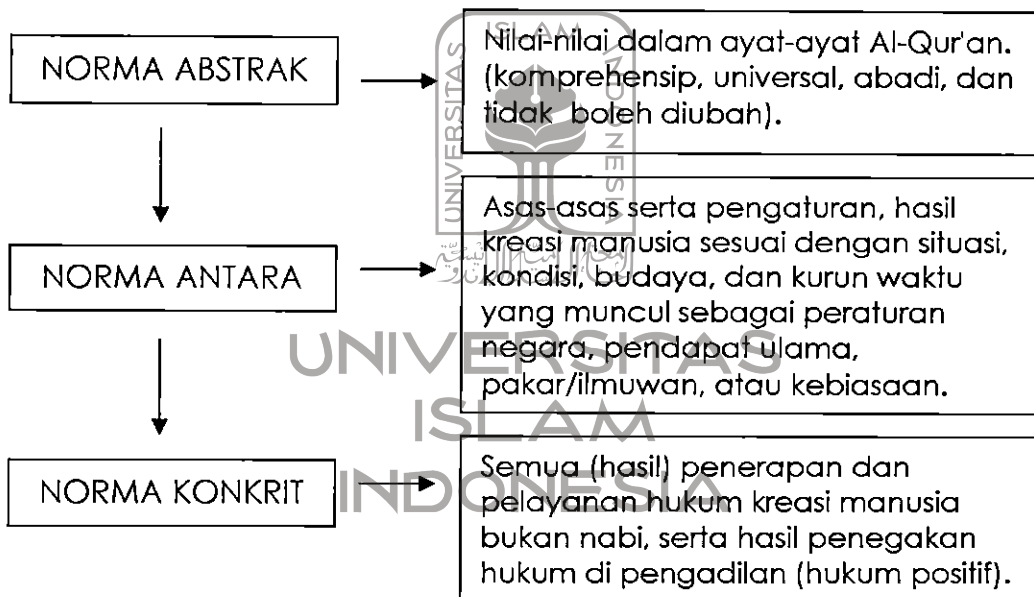 NORMA ABSTRAK
Nilai-nilai dalam ayat-ayat Al-Qur'an.
(komprehensip, universal, abadi, dan
tidak boleh diubah).
NORMA ANTARA
Asas-asas serta pengaturan, hasil
kreasi manusia sesuai dengan situasi,
kondisi, budaya, dan kurun waktu
yang muncul sebagai peraturan
negara, pendapat ulama,
pakar/ilmuwan, atau kebiasaan.
NORMA KONKRIT
Semua (hasil) penerapan dan
pelayanan hukum kreasi manusia
bukan nabi, serta hasil penegakan
hukum di pengadilan (hukum positif).
UNIVERSITAS
ISLAM
INDONESIA
UNIVERSITAS
ISLAM
INDONESIA